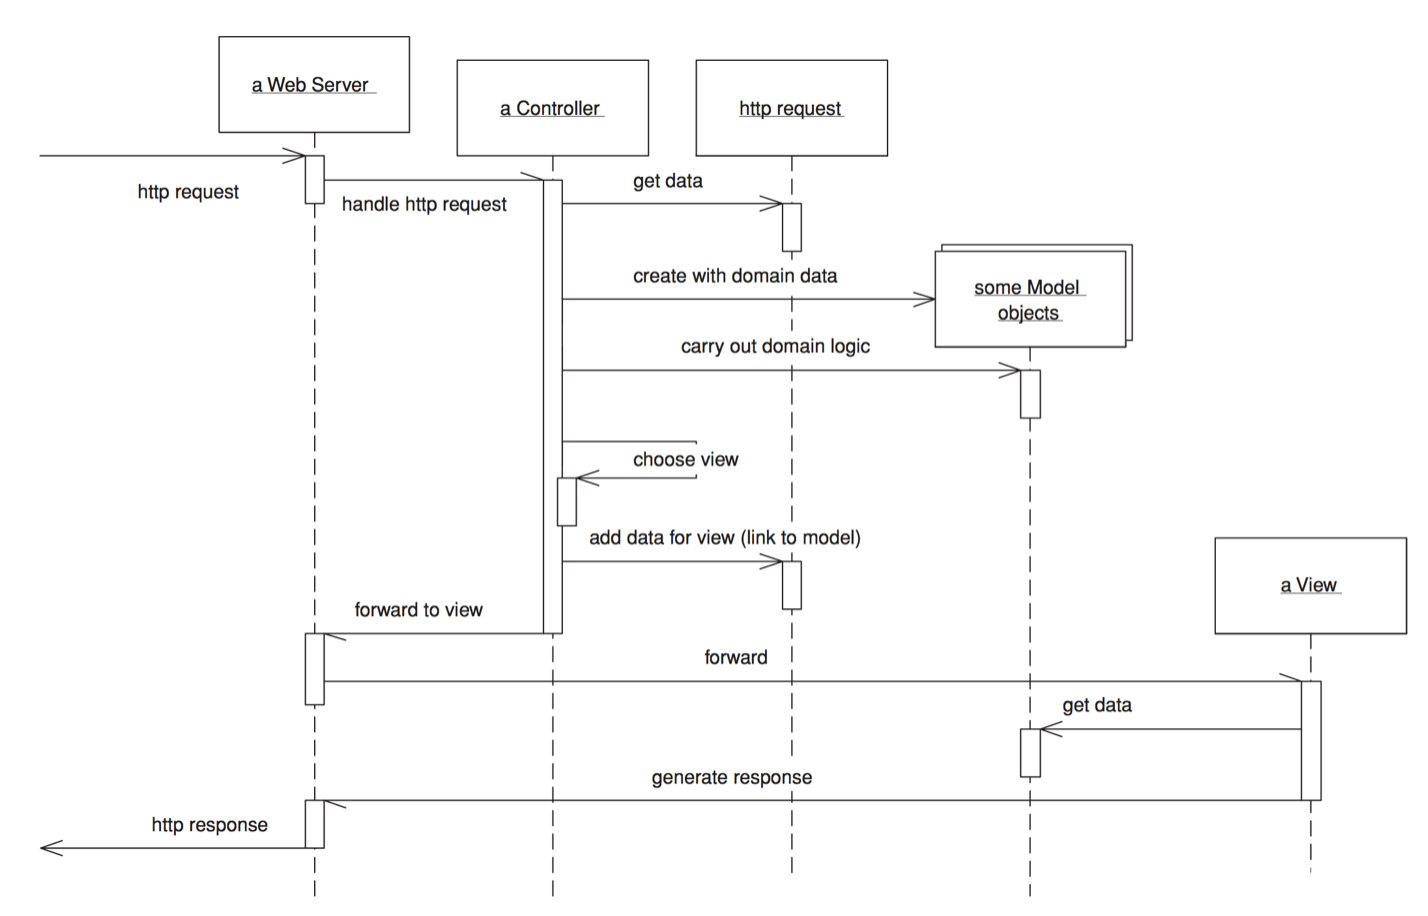 a Web Server
a Controller
http request
http request
handle http request
get data
create with domain data
some Model
objects
carry out domain logic
choose view
add data for view (link to model)
a View
forward to view
forward
get data
generate response
http response